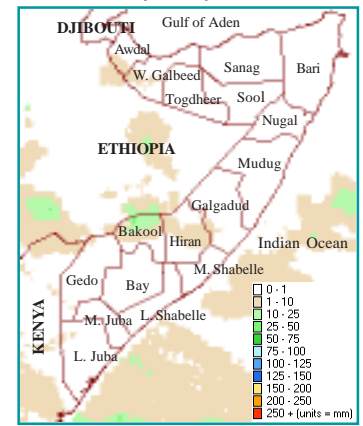 Gulf of Aden
DJIBOUTI
Awdal
W. Galbeed
Sanag
Bari
Togdheer
Sool
Nugal
ETHIOPIA
Mudug
Galgadud
Bakool
Hiran
Indian Ocean
M. Shabelle
Gedo
Bay
KENYA
M. Juba
L. Shabelle
L. Juba
0 - 1
1 - 10
10 - 25
25 - 50
50 - 75
75 - 100
100 - 125
125 - 150
150 - 200
200 - 250
250 + (units = mm)